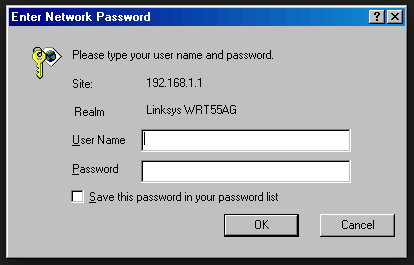 Enter Network Password
Please type your user name and password.
Site: 192.168.1.1
Realm Linksys WRT55AG
User Name
Password
Save this password in your password list
OK Cancel